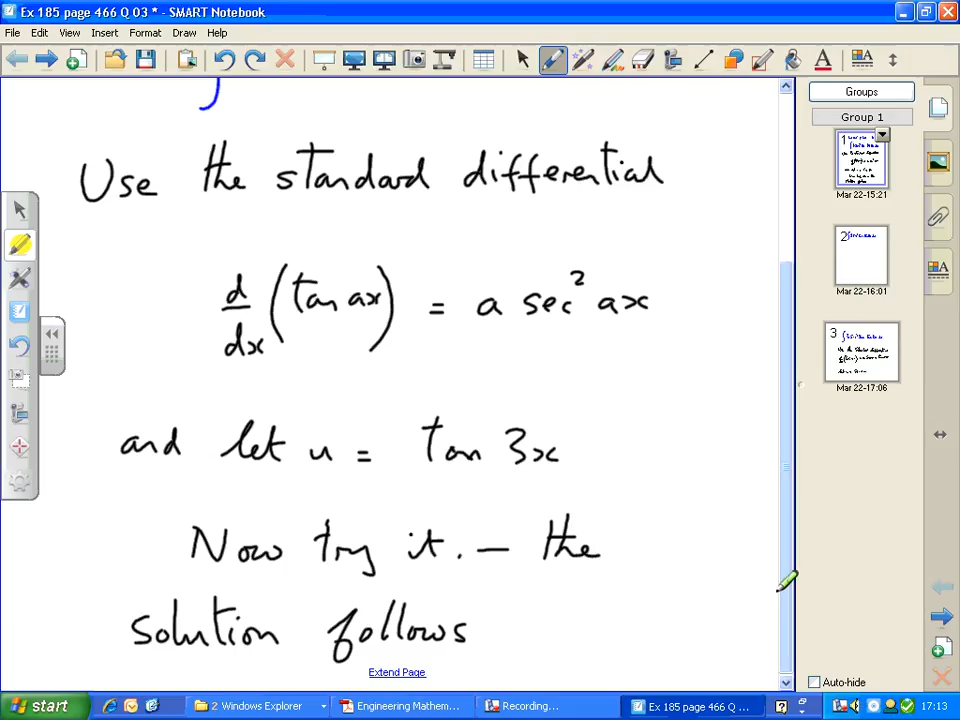 Ex 185 page 466 Q 03 * - SMART Notebook
File Edit View Insert Format Draw Help
Use the standard differential
d/dx (tan ax) = a sec² ax
and let u = tan 3x
Now try it. — the
solution follows
Extend Page
Groups
Group 1
1
Mar 22-15:21
2
Mar 22-16:01
3
Mar 22-17:06
Auto-hide
start
2 Windows Explorer
Engineering Mathem...
Recording...
Ex 185 page 466 Q ...
17:13